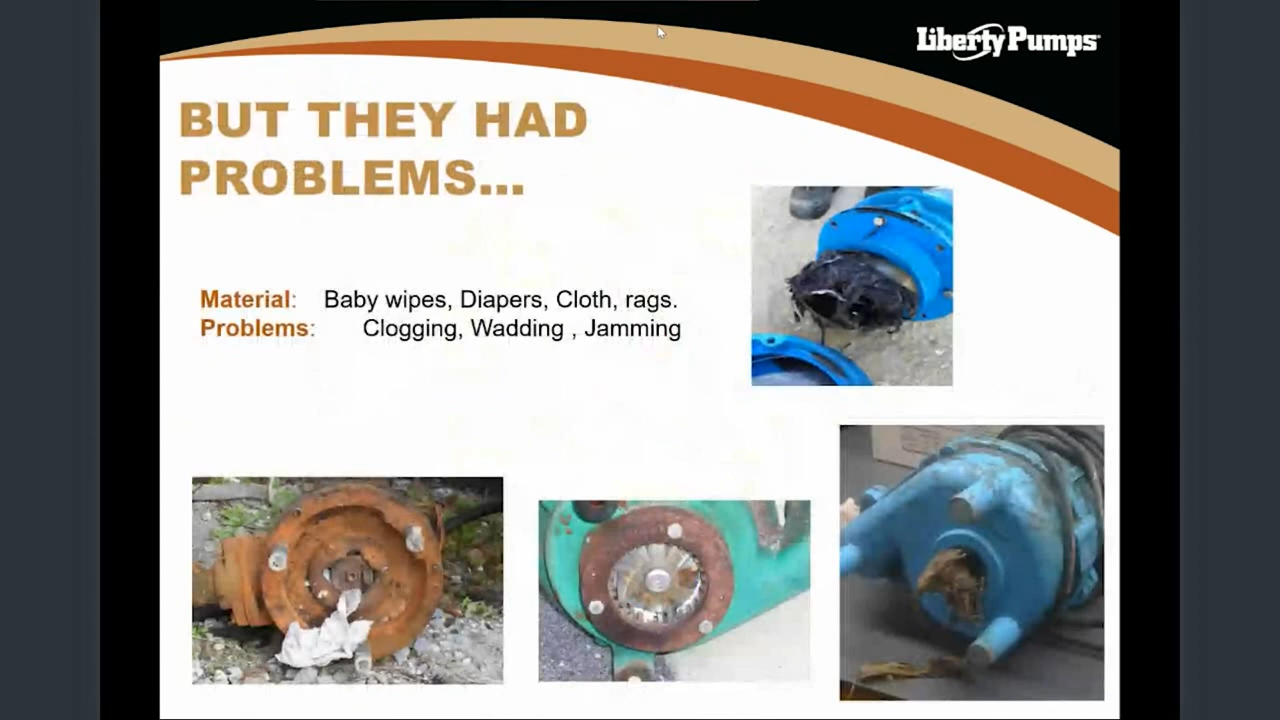 Liberty Pumps
BUT THEY HAD
PROBLEMS...
Material: Baby wipes, Diapers, Cloth, rags.
Problems: Clogging, Wadding , Jamming